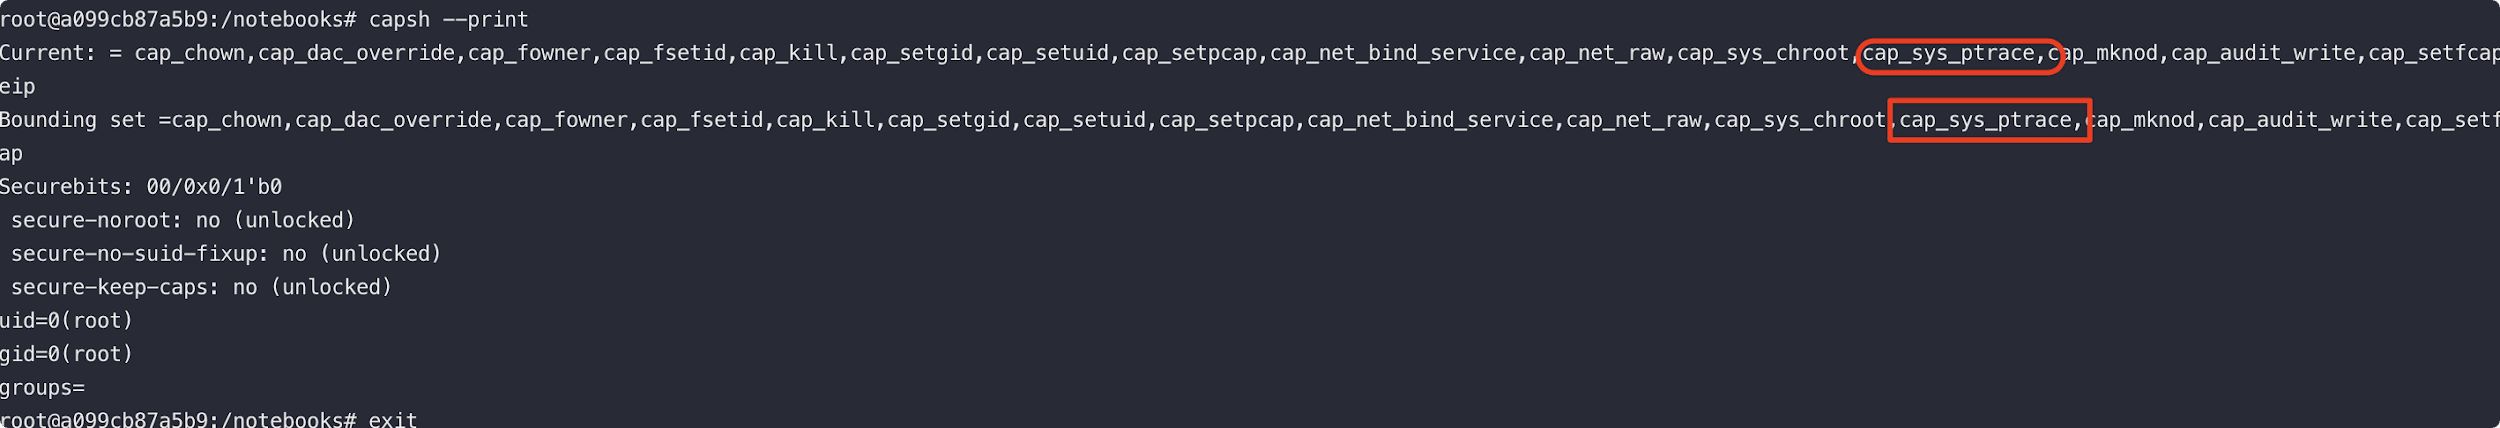 root@a099cb87a5b9:/notebooks# capsh --print
Current: = cap_chown,cap_dac_override,cap_fowner,cap_fsetid,cap_kill,cap_setgid,cap_setuid,cap_setpcap,cap_net_bind_service,cap_net_raw,cap_sys_chroot,cap_sys_ptrace,cap_mknod,cap_audit_write,cap_setfcap
eip
Bounding set =cap_chown,cap_dac_override,cap_fowner,cap_fsetid,cap_kill,cap_setgid,cap_setuid,cap_setpcap,cap_net_bind_service,cap_net_raw,cap_sys_chroot,cap_sys_ptrace,cap_mknod,cap_audit_write,cap_setf
ap
Securebits: 00/0x0/1'b0
 secure-noroot: no (unlocked)
 secure-no-suid-fixup: no (unlocked)
 secure-keep-caps: no (unlocked)
uid=0(root)
gid=0(root)
groups=
root@a099cb87a5b9:/notebooks# exit